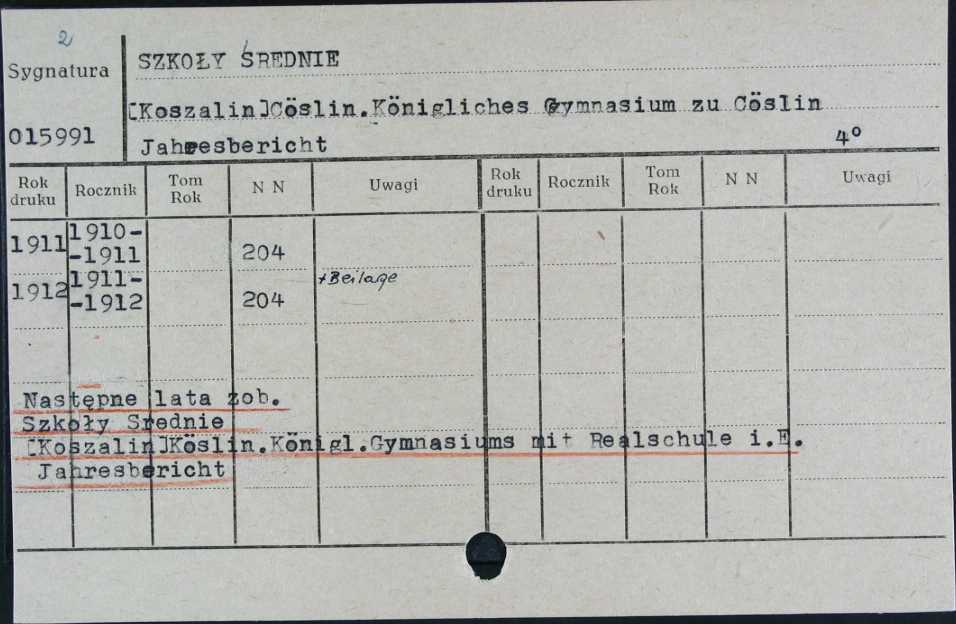 2
Sygnatura
SZKOŁY ŚREDNIE
[Koszalin]Cöslin.Königliches Gymnasium zu Cöslin
015991
Jahresbericht 4º
Rok druku Rocznik Tom Rok N N Uwagi Rok druku Rocznik Tom Rok N N Uwagi
1911 1910-
-1911 204
1912 1911-
-1912 204 +Beilage
Następne lata zob.
Szkoły Srednie
[Koszalin]Köslin.Königl.Gymnasiums mit Realschule i.E.
Jahresbericht